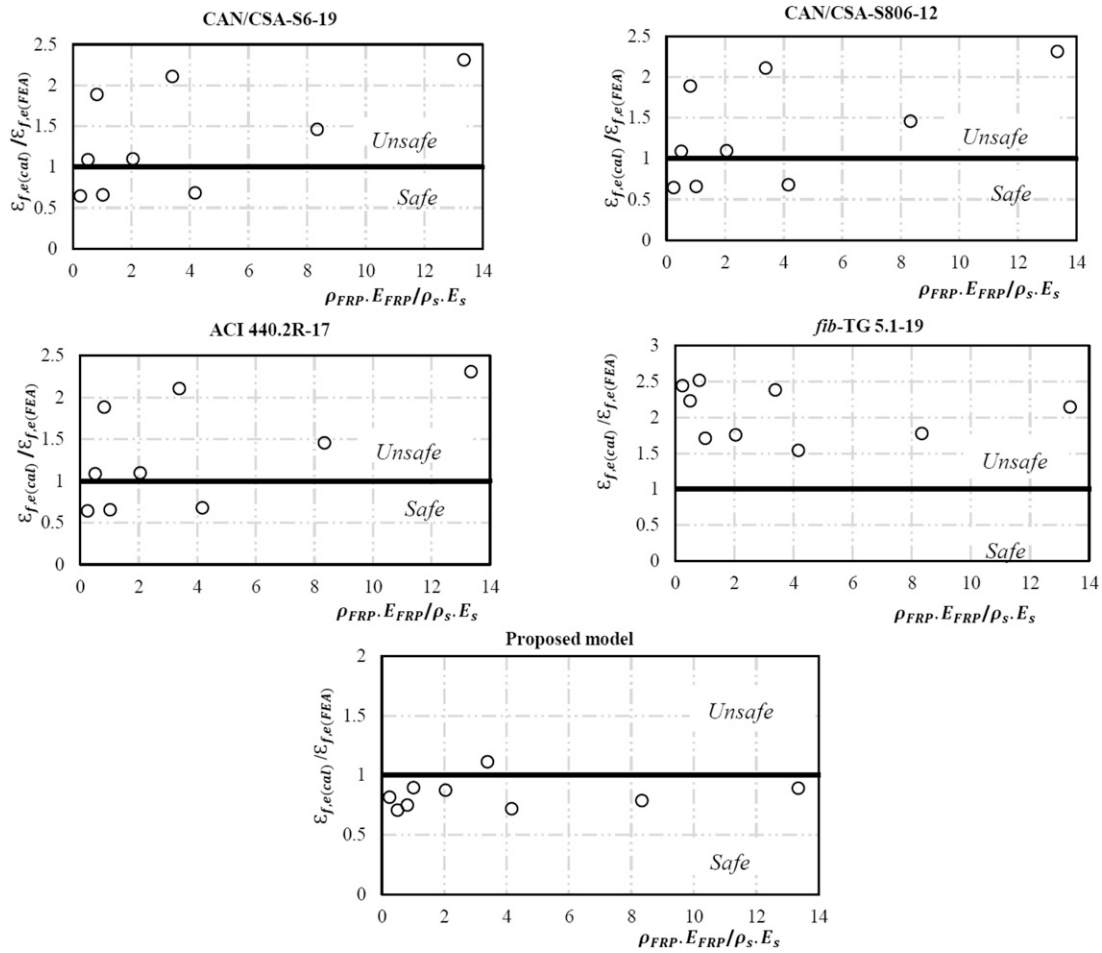 CAN/CSA-S6-19
2.5
2
1.5
1
0.5
0
Unsafe
Safe
0 2 4 6 8 10 12 14
εf,e(cal) /εf,e(FEA)
ρFRP.EFRP/ρs.Es
CAN/CSA-S806-12
2.5
2
1.5
1
0.5
0
Unsafe
Safe
0 2 4 6 8 10 12 14
εf,e(cal) /εf,e(FEA)
ρFRP.EFRP/ρs.Es
ACI 440.2R-17
2.5
2
1.5
1
0.5
0
Unsafe
Safe
0 2 4 6 8 10 12 14
εf,e(cal) /εf,e(FEA)
ρFRP.EFRP/ρs.Es
fib-TG 5.1-19
3
2.5
2
1.5
1
0.5
0
Unsafe
Safe
0 2 4 6 8 10 12 14
εf,e(cal) /εf,e(FEA)
ρFRP.EFRP/ρs.Es
Proposed model
2
1.5
1
0.5
0
Unsafe
Safe
0 2 4 6 8 10 12 14
εf,e(cal) /εf,e(FEA)
ρFRP.EFRP/ρs.Es